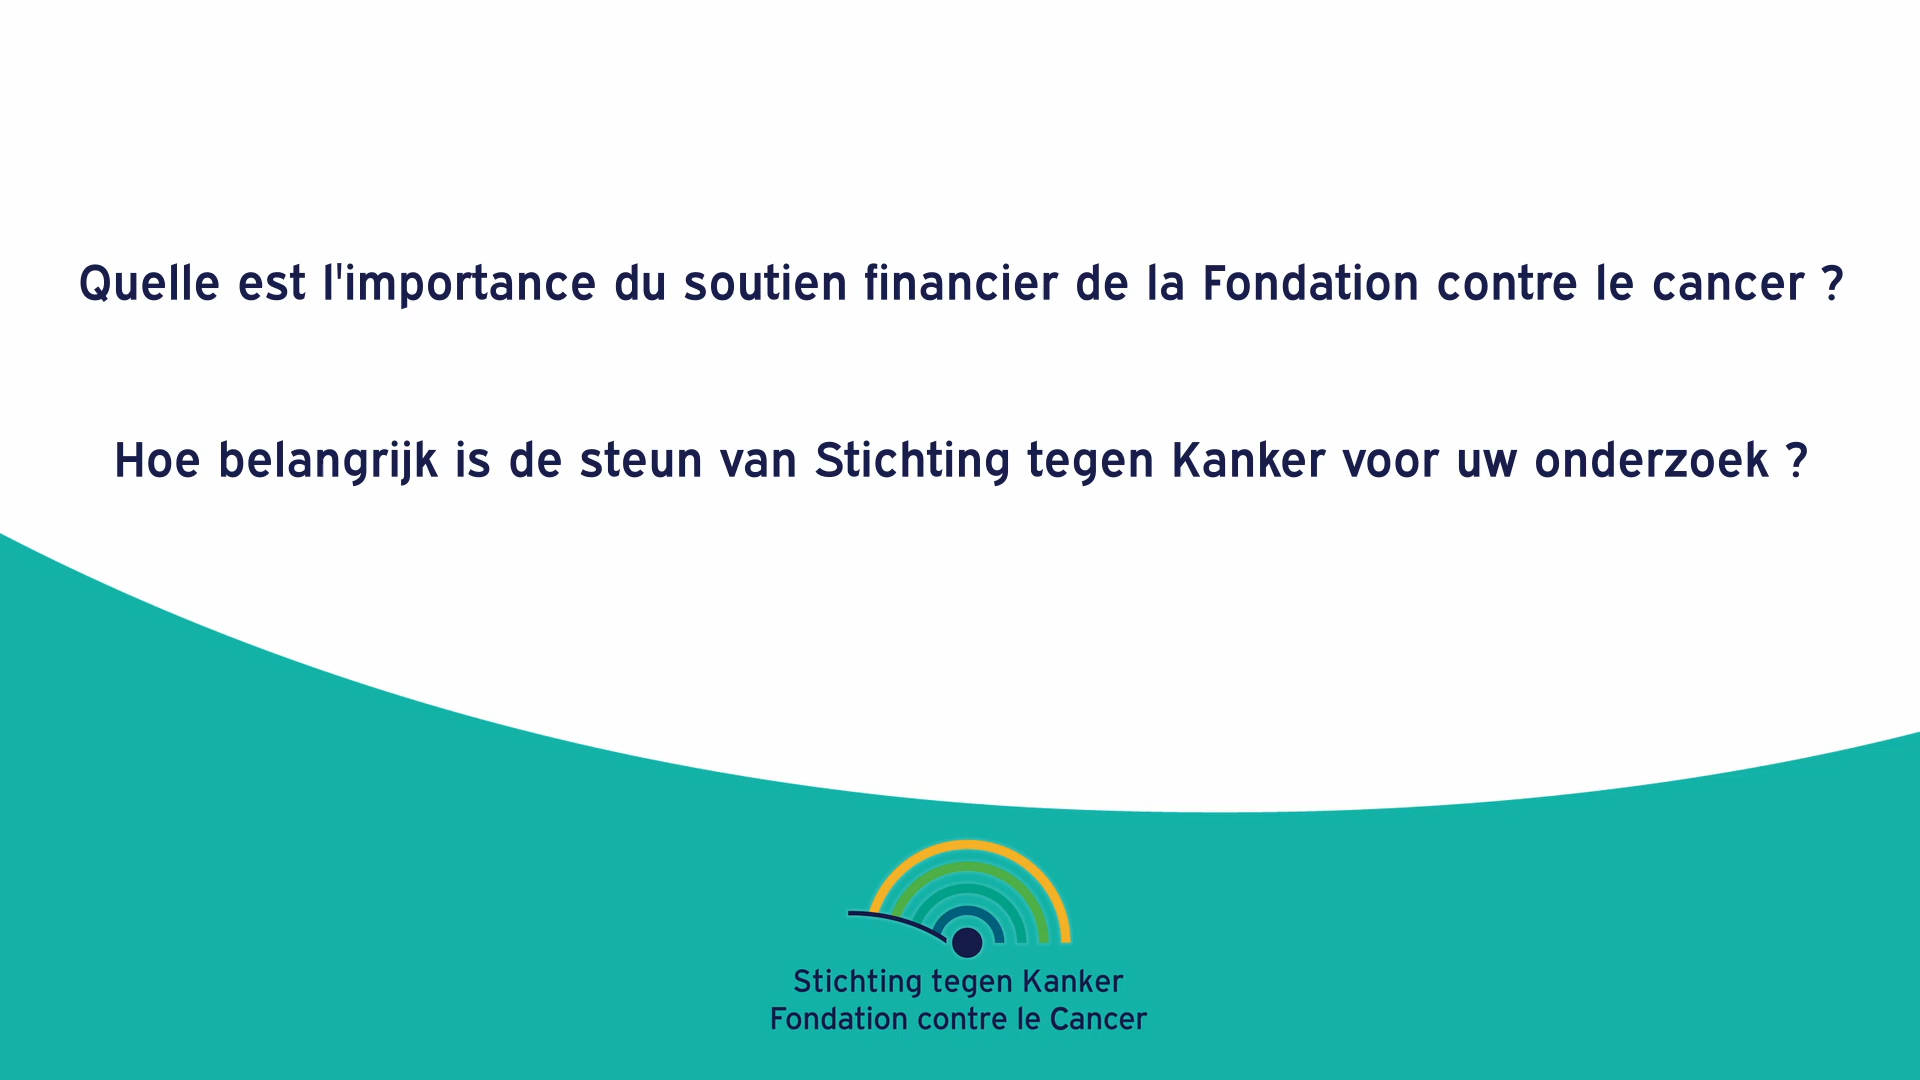 Quelle est l'importance du soutien financier de la Fondation contre le cancer ?
Hoe belangrijk is de steun van Stichting tegen Kanker voor uw onderzoek ?
Stichting tegen Kanker
Fondation contre le Cancer